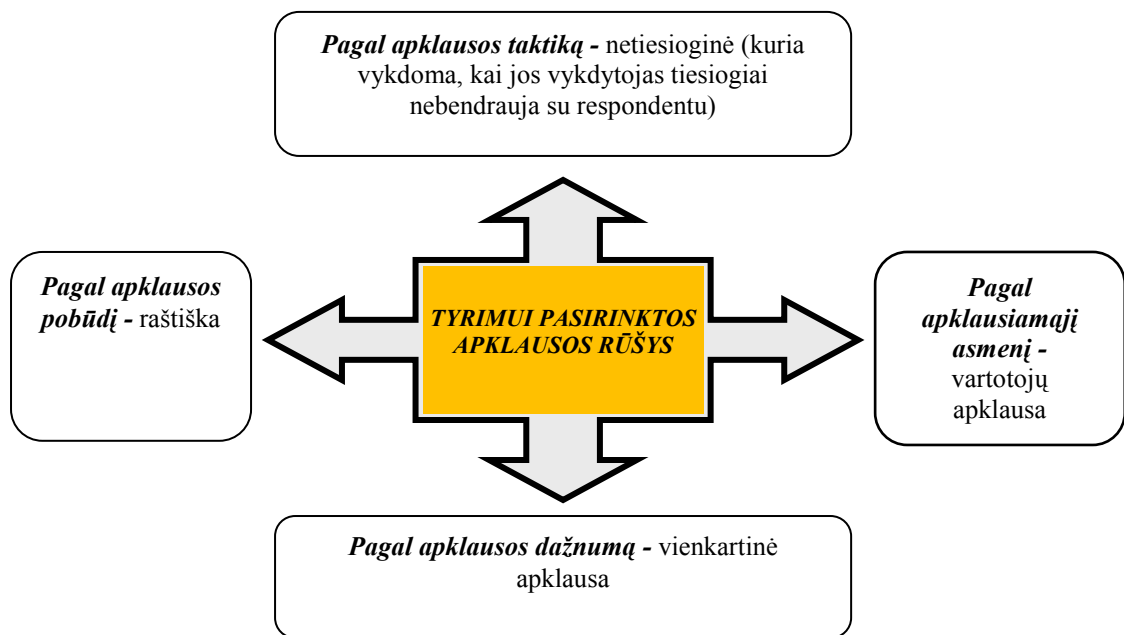 Pagal apklausos taktiką - netiesioginė (kuria
vykdoma, kai jos vykdytojas tiesiogiai
nebendrauja su respondentu)
Pagal apklausos
pobūdį - raštiška
TYRIMUI PASIRINKTOS
APKLAUSOS RŪŠYS
Pagal
apklausiamąjį
asmenį -
vartotojų
apklausa
Pagal apklausos dažnumą - vienkartinė
apklausa